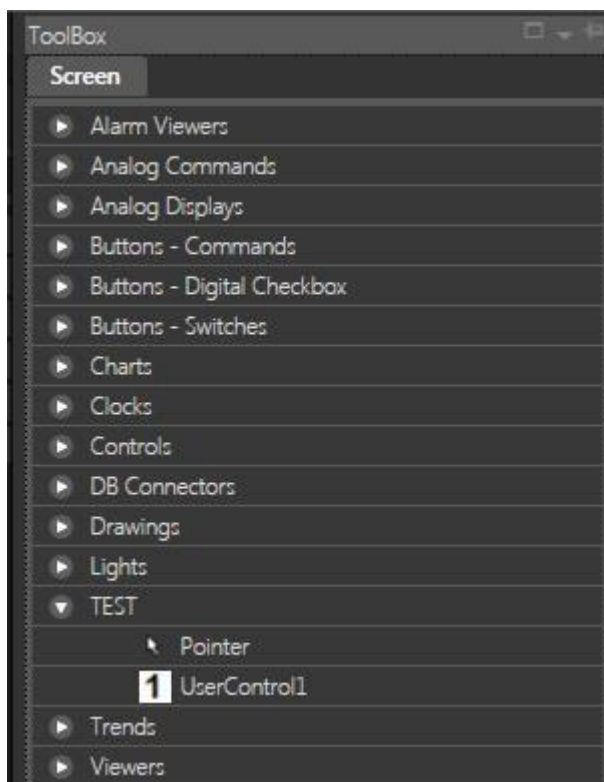 ToolBox
Screen
Alarm Viewers
Analog Commands
Analog Displays
Buttons - Commands
Buttons - Digital Checkbox
Buttons - Switches
Charts
Clocks
Controls
DB Connectors
Drawings
Lights
TEST
Pointer
1 UserControl1
Trends
Viewers